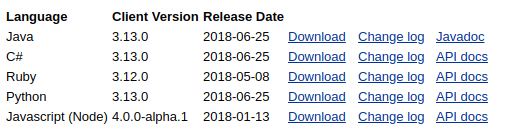 Language Client Version Release Date
Java 3.13.0 2018-06-25 Download Change log Javadoc
C# 3.13.0 2018-06-25 Download Change log API docs
Ruby 3.12.0 2018-05-08 Download Change log API docs
Python 3.13.0 2018-06-25 Download Change log API docs
Javascript (Node) 4.0.0-alpha.1 2018-01-13 Download Change log API docs